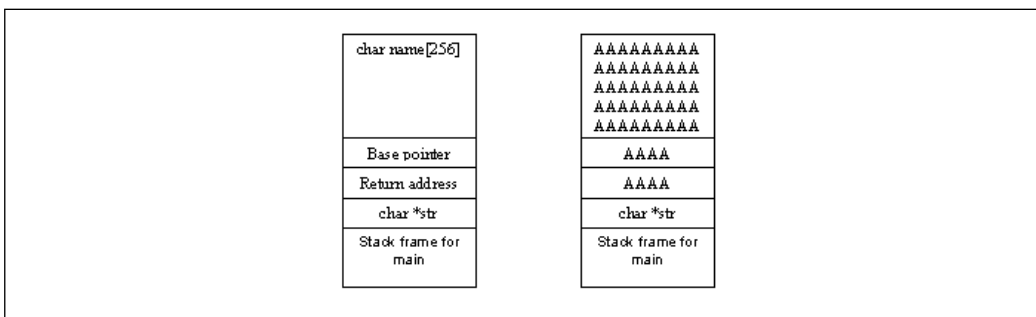 char name[256]
Base pointer
Return address
char *str
Stack frame for
main
AAAAAAAAA
AAAAAAAAA
AAAAAAAAA
AAAAAAAAA
AAAAAAAAA
AAAA
AAAA
char *str
Stack frame for
main